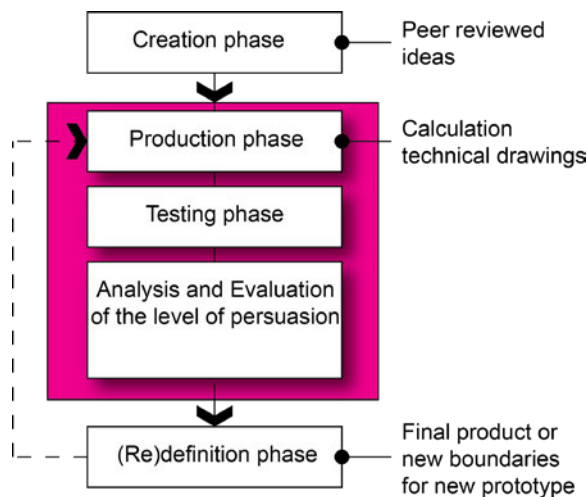 Creation phase
Peer reviewed
ideas
Production phase
Calculation
technical drawings
Testing phase
Analysis and Evaluation
of the level of persuasion
(Re)definition phase
Final product or
new boundaries
for new prototype